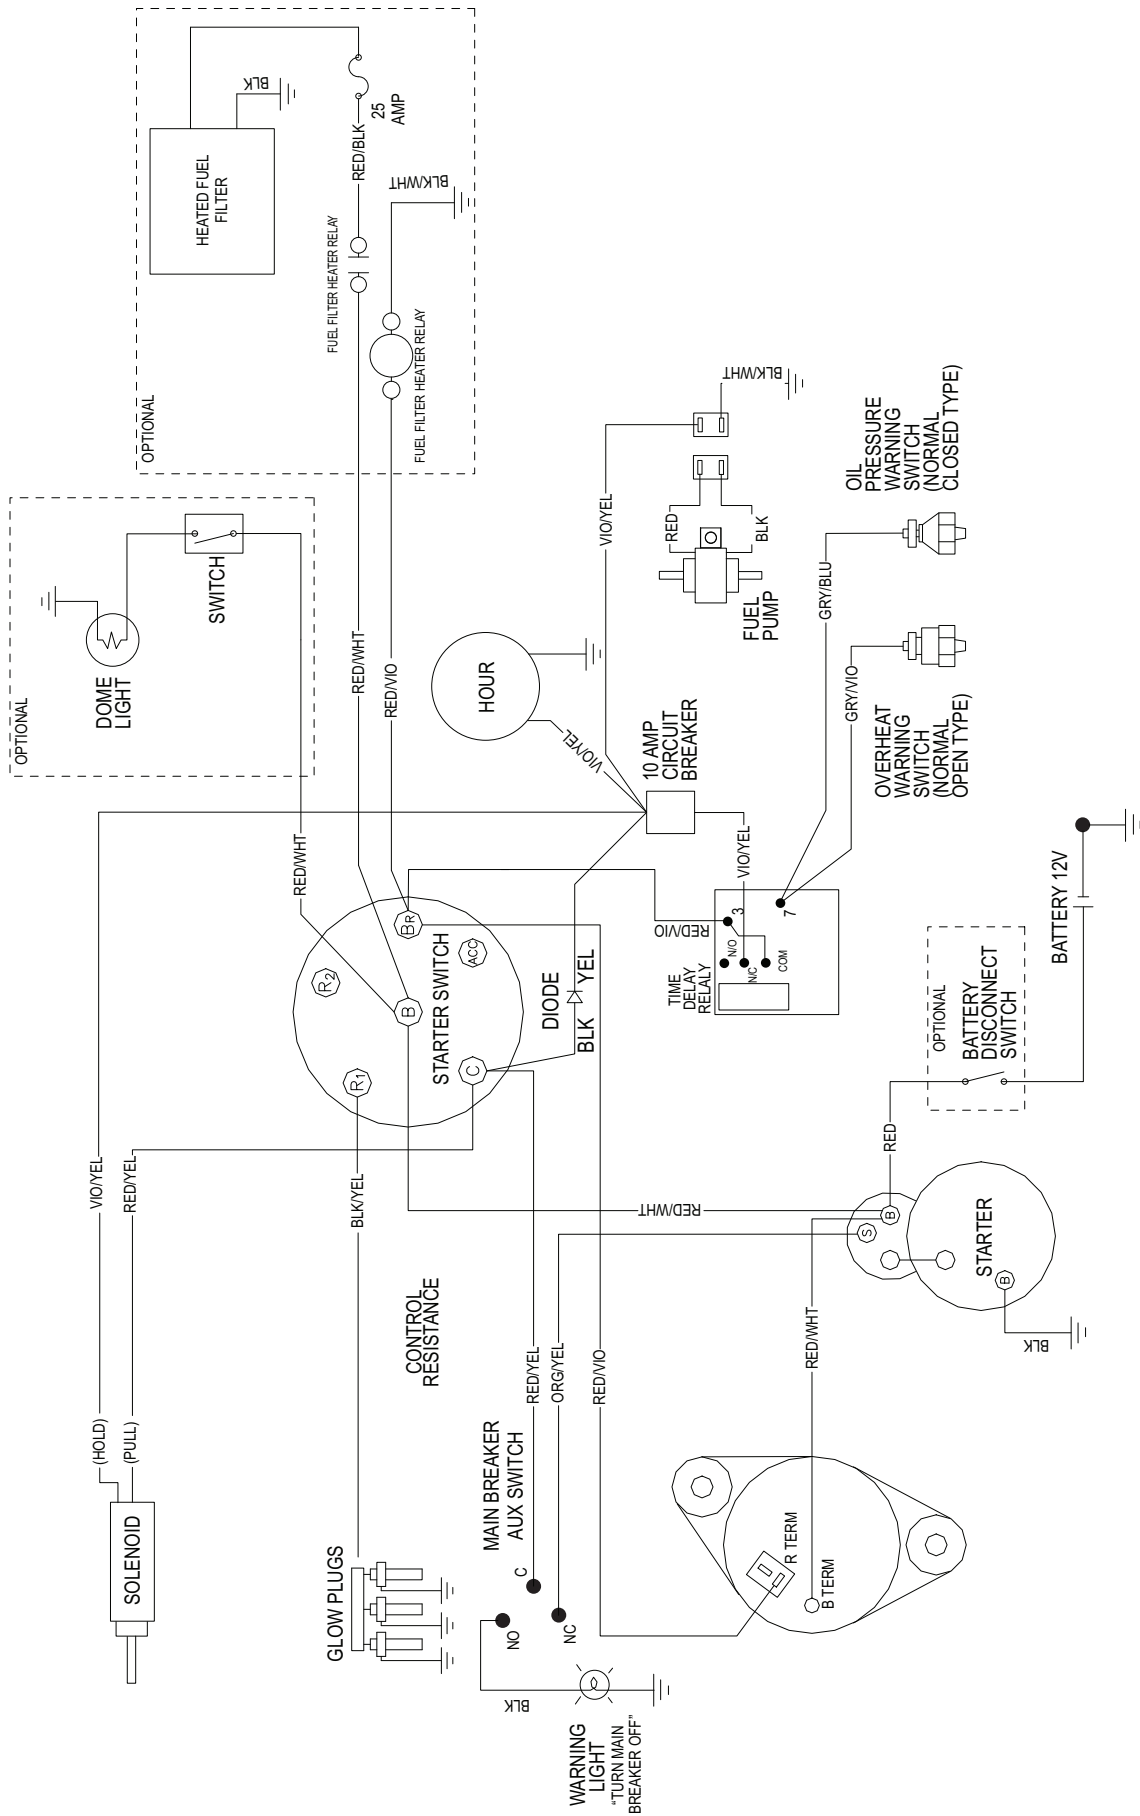 BLK
HEATED FUEL
FILTER
25
AMP
RED/BLK
BLK/WHT
FUEL FILTER HEATER RELAY
FUEL FILTER HEATER RELAY
OPTIONAL
SWITCH
DOME
LIGHT
OPTIONAL
RED/WHT
RED/WHT
RED/VIO
HOUR
VIO/YEL
VIO/YEL
10 AMP
CIRCUIT
BREAKER
RED
BLK
FUEL
PUMP
BLK/WHT
OIL
PRESSURE
WARNING
SWITCH
(NORMAL
CLOSED TYPE)
GRY/BLU
GRY/VIO
OVERHEAT
WARNING
SWITCH
(NORMAL
OPEN TYPE)
VIO/YEL
RED/VIO
3
7
N/O
N/C
COM
TIME
DELAY
RELALY
BR
R2
ACC
B
R1
C
STARTER SWITCH
DIODE
BLK
YEL
BATTERY 12V
OPTIONAL
BATTERY
DISCONNECT
SWITCH
RED
VIO/YEL
RED/YEL
BLK/YEL
RED/WHT
B
S
STARTER
B
BLK
RED/WHT
CONTROL
RESISTANCE
RED/YEL
ORG/YEL
RED/VIO
(HOLD)
(PULL)
SOLENOID
GLOW PLUGS
MAIN BREAKER
AUX SWITCH
C
NO
NC
R TERM
B TERM
BLK
WARNING
LIGHT
"TURN MAIN
BREAKER OFF"